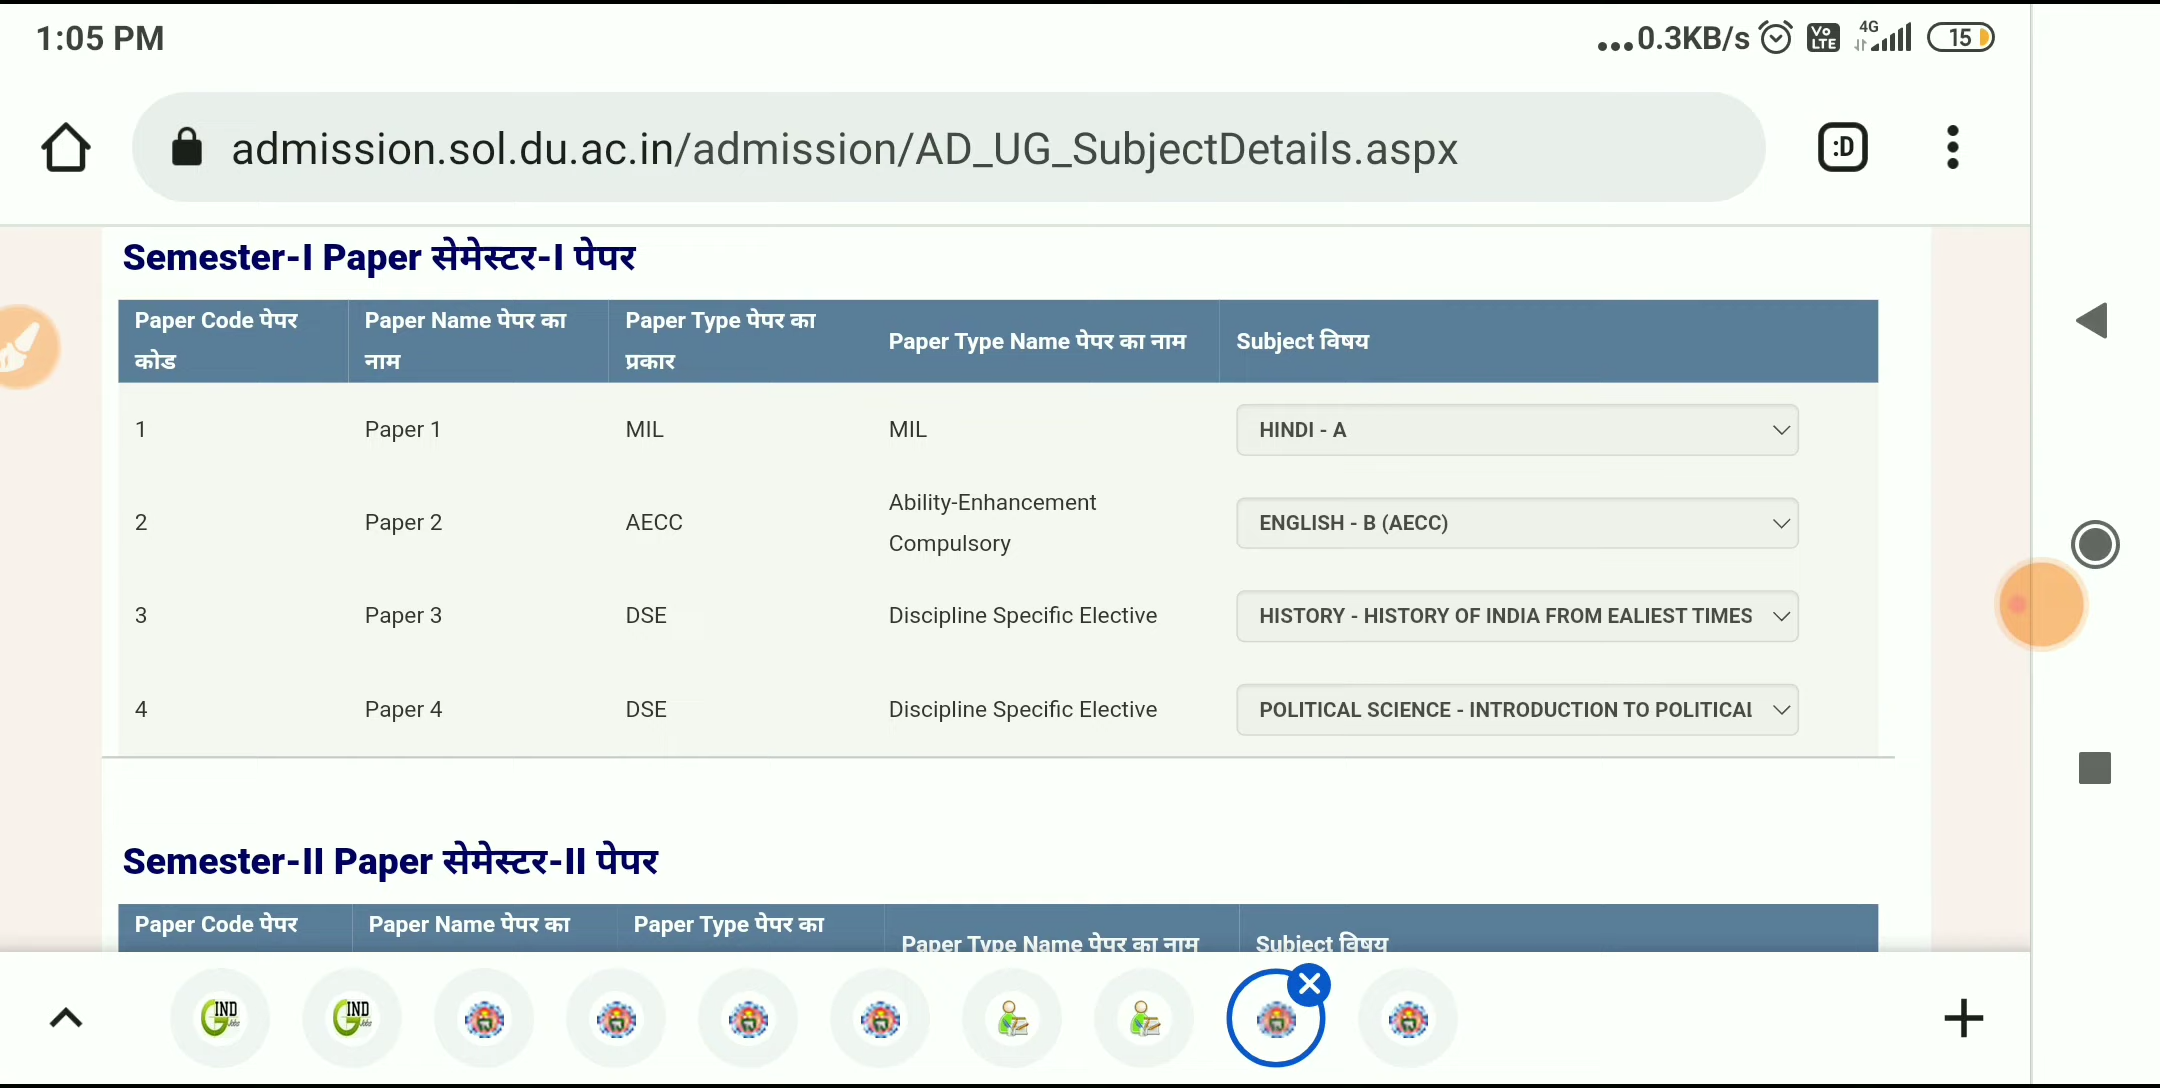 1:05 PM
...0.3KB/s Vo LTE 4G 15
admission.sol.du.ac.in/admission/AD_UG_SubjectDetails.aspx :D
Semester-I Paper सेमेस्टर-I पेपर
Paper Code पेपर कोड Paper Name पेपर का नाम Paper Type पेपर का प्रकार Paper Type Name पेपर का नाम Subject विषय
1 Paper 1 MIL MIL HINDI - A
2 Paper 2 AECC Ability-Enhancement Compulsory ENGLISH - B (AECC)
3 Paper 3 DSE Discipline Specific Elective HISTORY - HISTORY OF INDIA FROM EALIEST TIMES
4 Paper 4 DSE Discipline Specific Elective POLITICAL SCIENCE - INTRODUCTION TO POLITICAL
Semester-II Paper सेमेस्टर-II पेपर
Paper Code पेपर Paper Name पेपर का Paper Type पेपर का Paper Type Name पेपर का नाम Subject विषय
IND IND